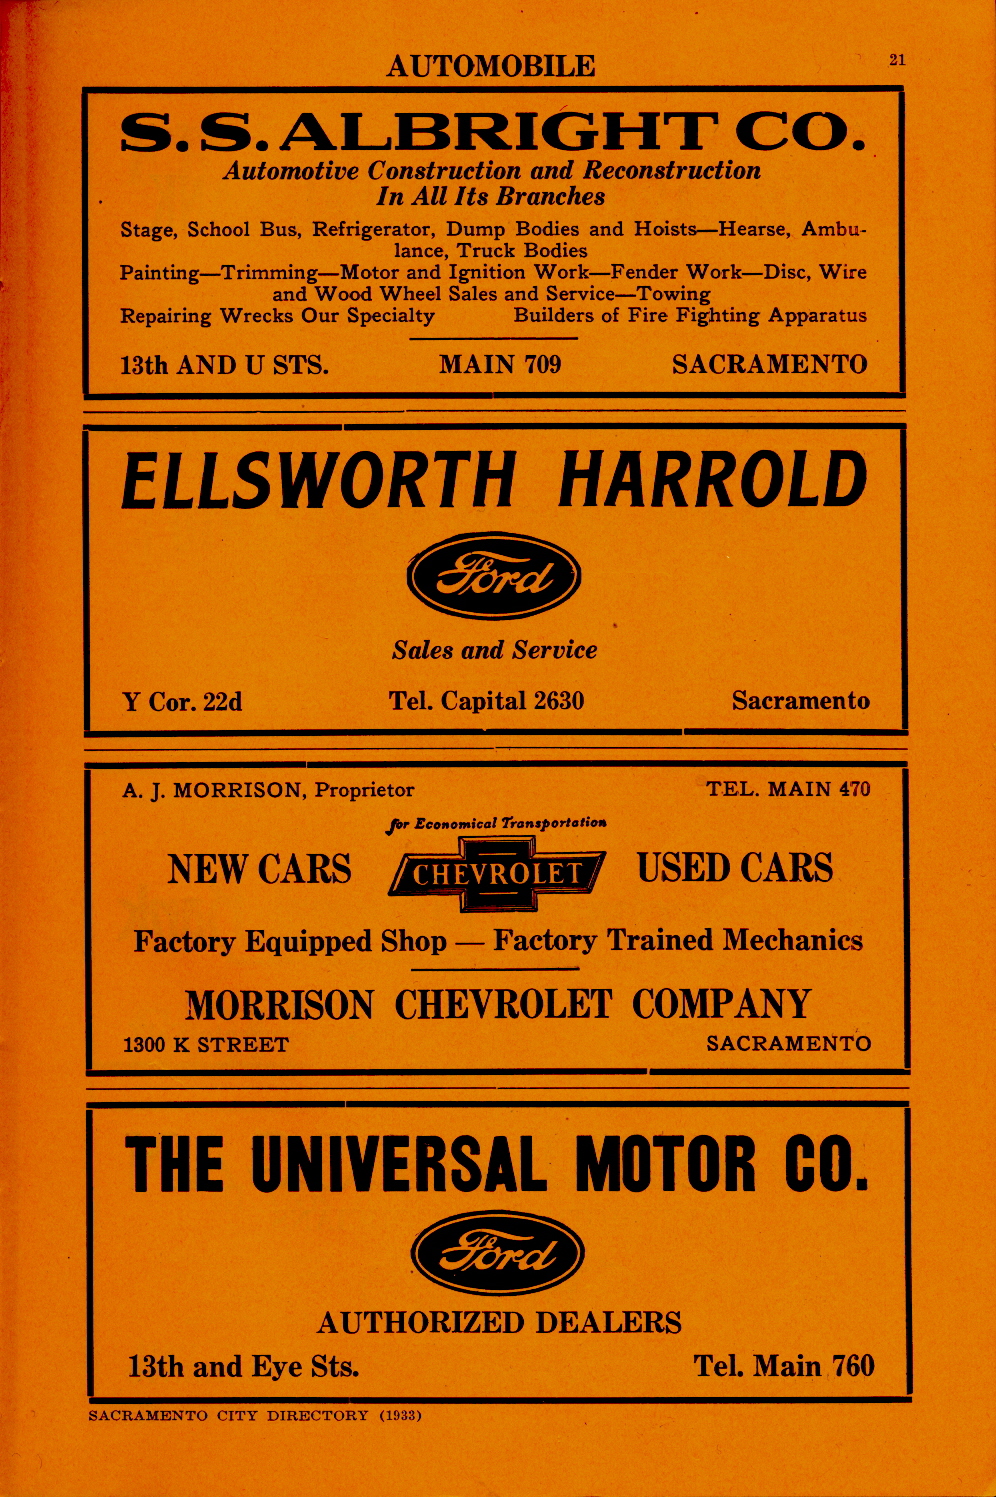 AUTOMOBILE
21
S. S. ALBRIGHT CO.
Automotive Construction and Reconstruction
In All Its Branches
Stage, School Bus, Refrigerator, Dump Bodies and Hoists—Hearse, Ambu-
lance, Truck Bodies
Painting—Trimming—Motor and Ignition Work—Fender Work—Disc, Wire
and Wood Wheel Sales and Service—Towing
Repairing Wrecks Our Specialty Builders of Fire Fighting Apparatus
13th AND U STS. MAIN 709 SACRAMENTO
ELLSWORTH HARROLD
Ford
Sales and Service
Y Cor. 22d Tel. Capital 2630 Sacramento
A. J. MORRISON, Proprietor TEL. MAIN 470
for Economical Transportation
NEW CARS CHEVROLET USED CARS
Factory Equipped Shop — Factory Trained Mechanics
MORRISON CHEVROLET COMPANY
1300 K STREET SACRAMENTO
THE UNIVERSAL MOTOR CO.
Ford
AUTHORIZED DEALERS
13th and Eye Sts. Tel. Main 760
SACRAMENTO CITY DIRECTORY (1933)